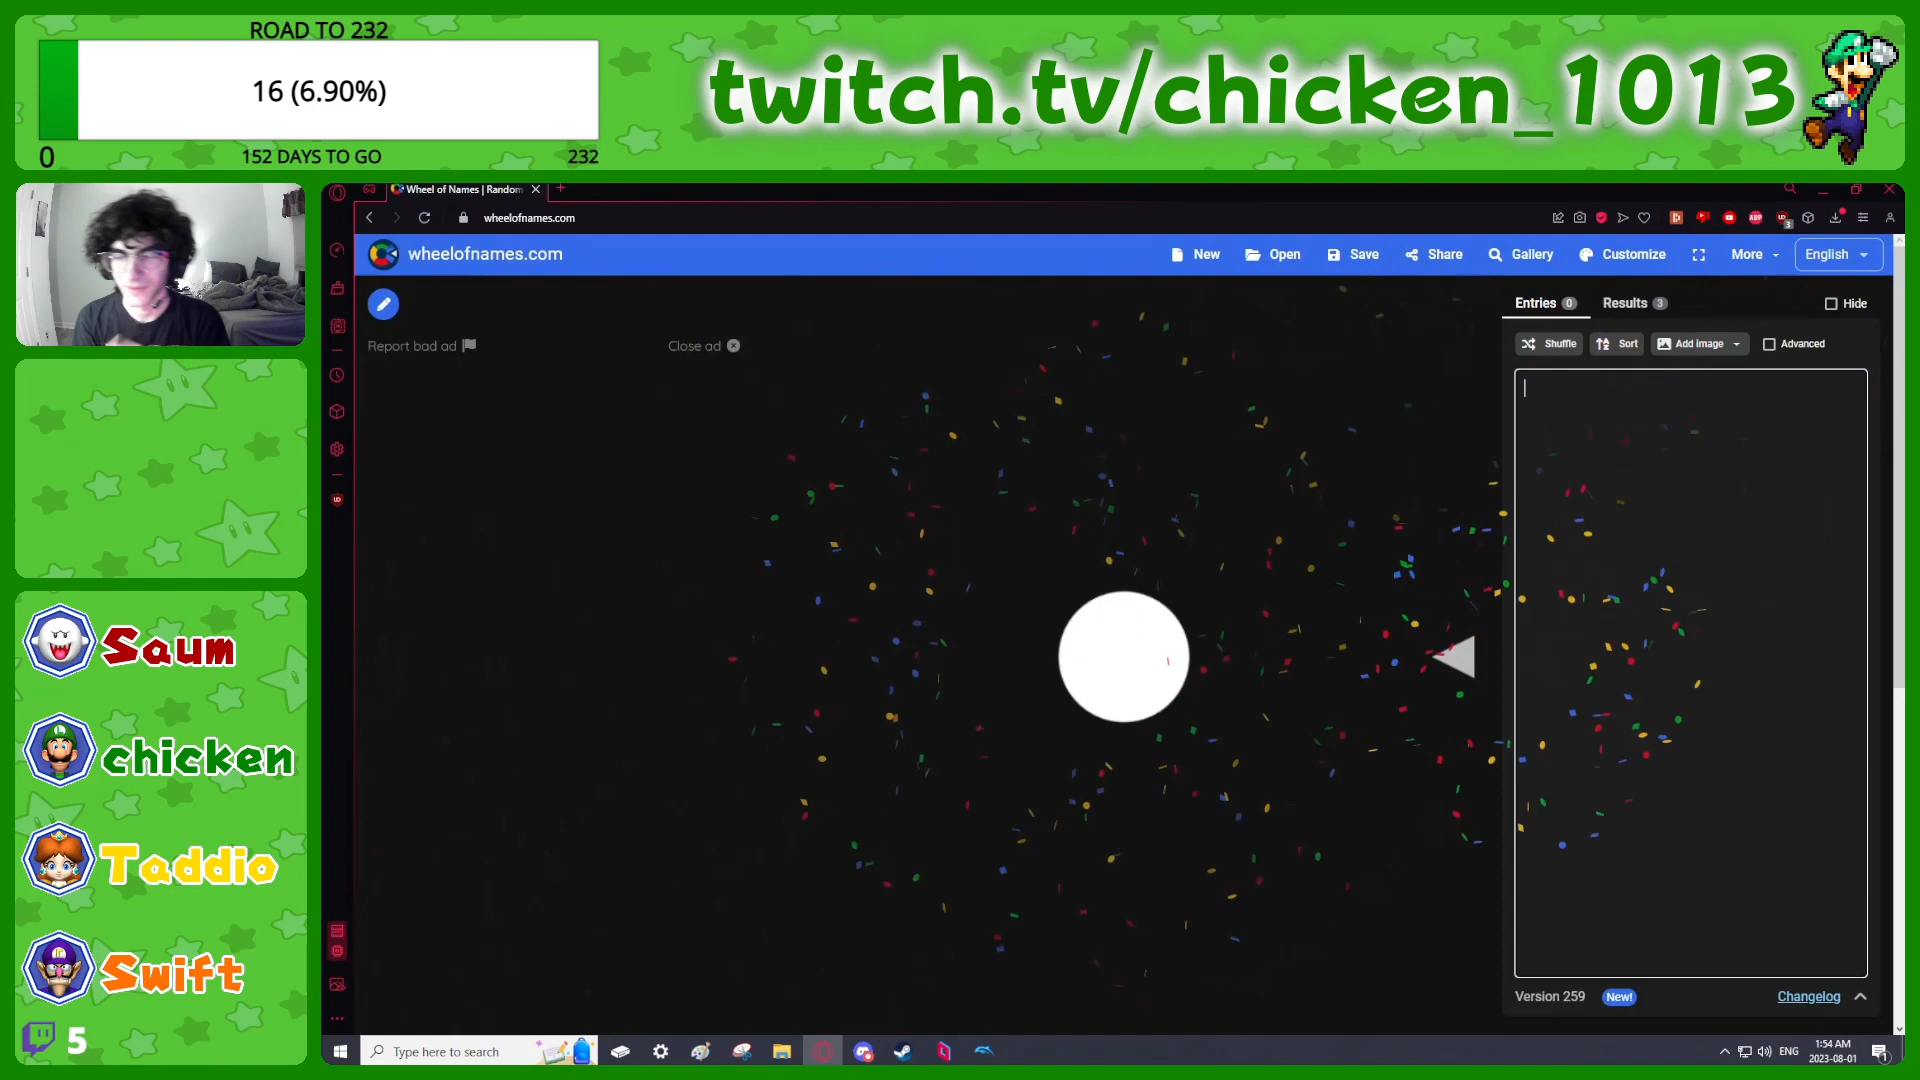 ROAD TO 232
16 (6.90%)
0
152 DAYS TO GO
232
twitch.tv/chicken_1013
Wheel of Names | Random
wheelofnames.com
wheelofnames.com
New
Open
Save
Share
Gallery
Customize
More
English
Report bad ad
Close ad
Entries 0
Results 3
Hide
Shuffle
Sort
Add image
Advanced
Version 259
New!
Changelog
Saum
chicken
Taddio
Swift
5
Type here to search
ENG
1:54 AM
2023-08-01